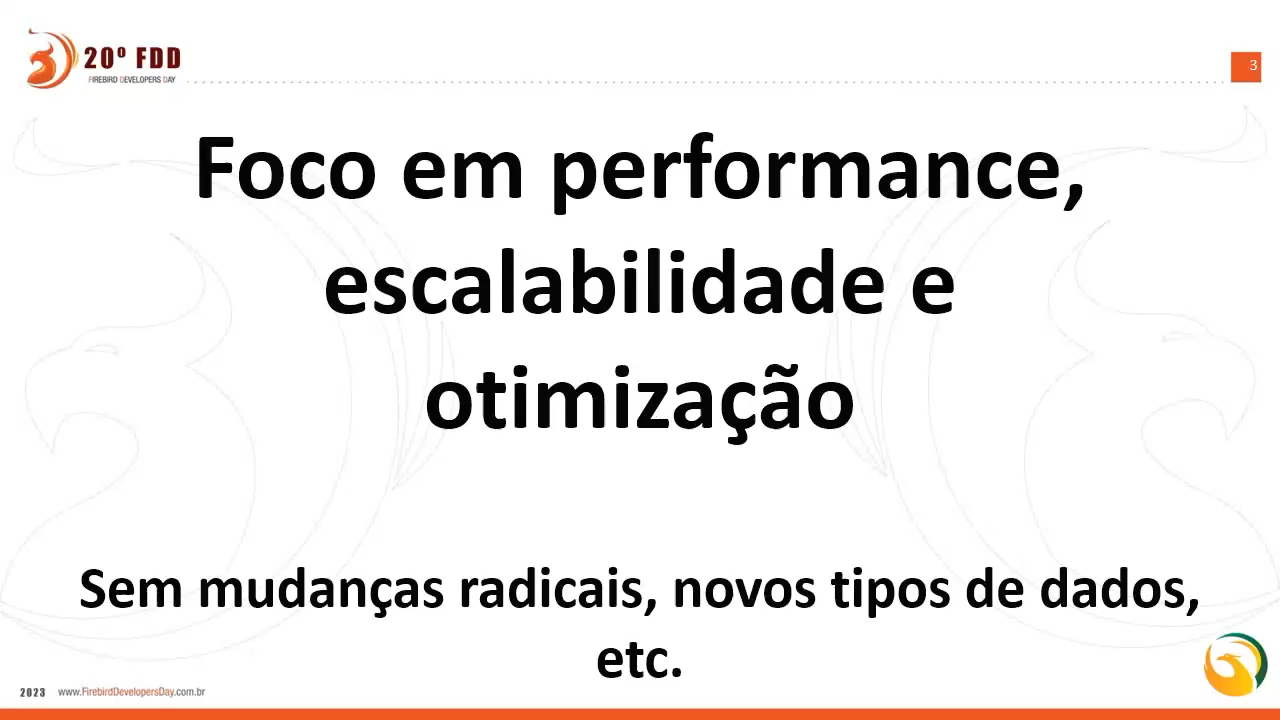 20º FDD
FIREBIRD DEVELOPERS DAY
3
Foco em performance,
escalabilidade e
otimização
Sem mudanças radicais, novos tipos de dados,
etc.
2023 www.FirebirdDevelopersDay.com.br